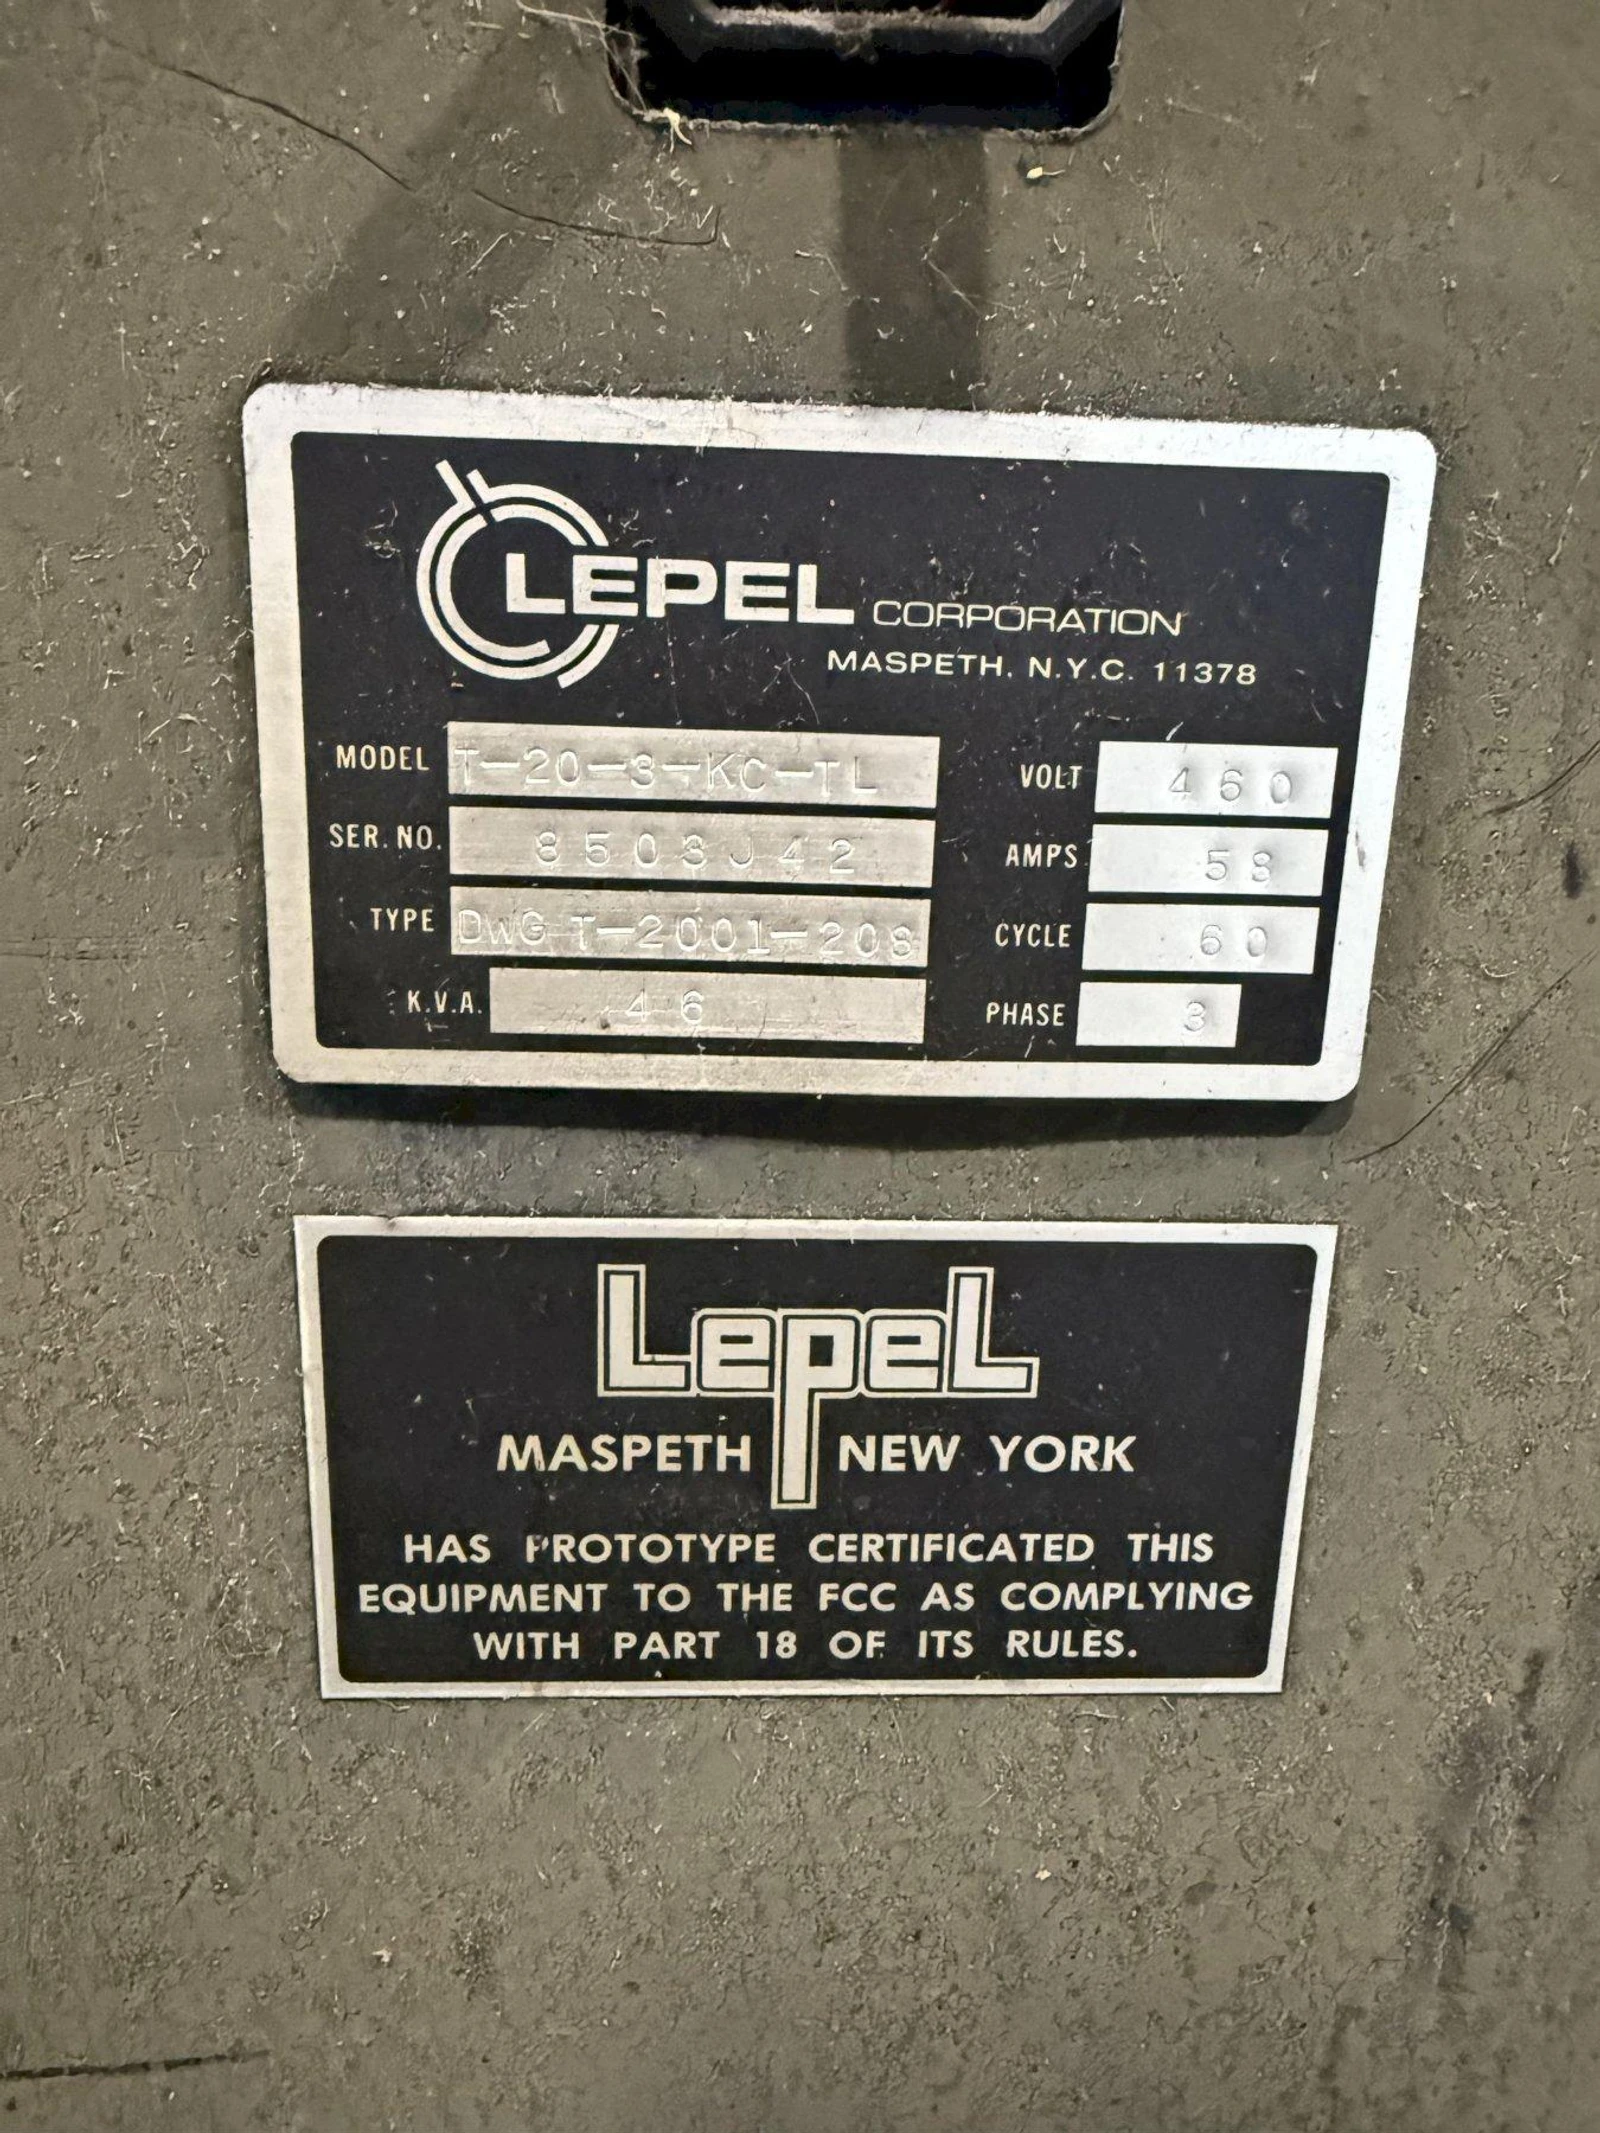 LEPEL CORPORATION
MASPETH, N.Y.C. 11378
MODEL T-20-3-KC-TL
SER. NO. 8503J42
TYPE DWG T-2001-208
K.V.A. 46
VOLT 460
AMPS 58
CYCLE 60
PHASE 3
Lepel
MASPETH NEW YORK
HAS PROTOTYPE CERTIFICATED THIS
EQUIPMENT TO THE FCC AS COMPLYING
WITH PART 18 OF ITS RULES.